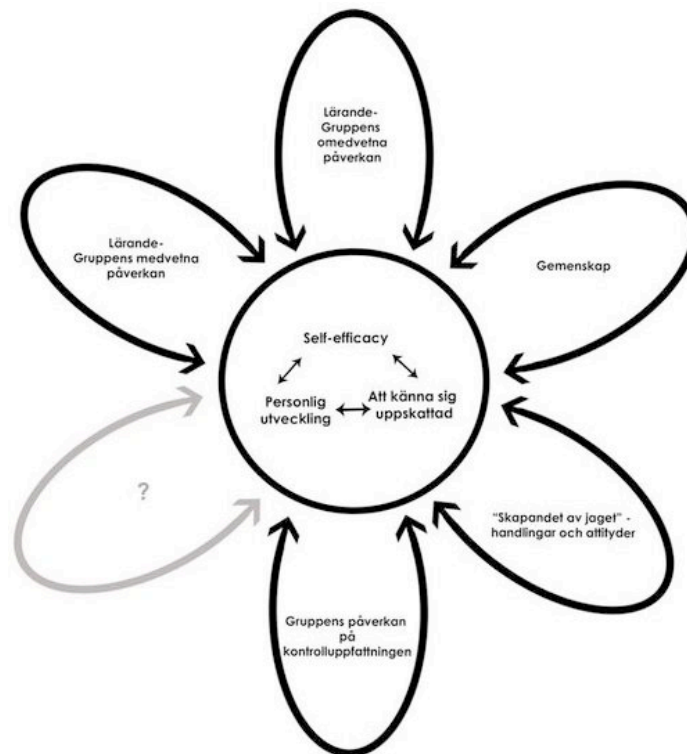 Lärande-
Gruppens
omedvetna
påverkan
Lärande-
Gruppens medvetna
påverkan
Gemenskap
Self-efficacy
Personlig
utveckling
Att känna sig
uppskattad
?
"Skapandet av jaget" -
handlingar och attityder
Gruppens påverkan
på
kontrolluppfattningen